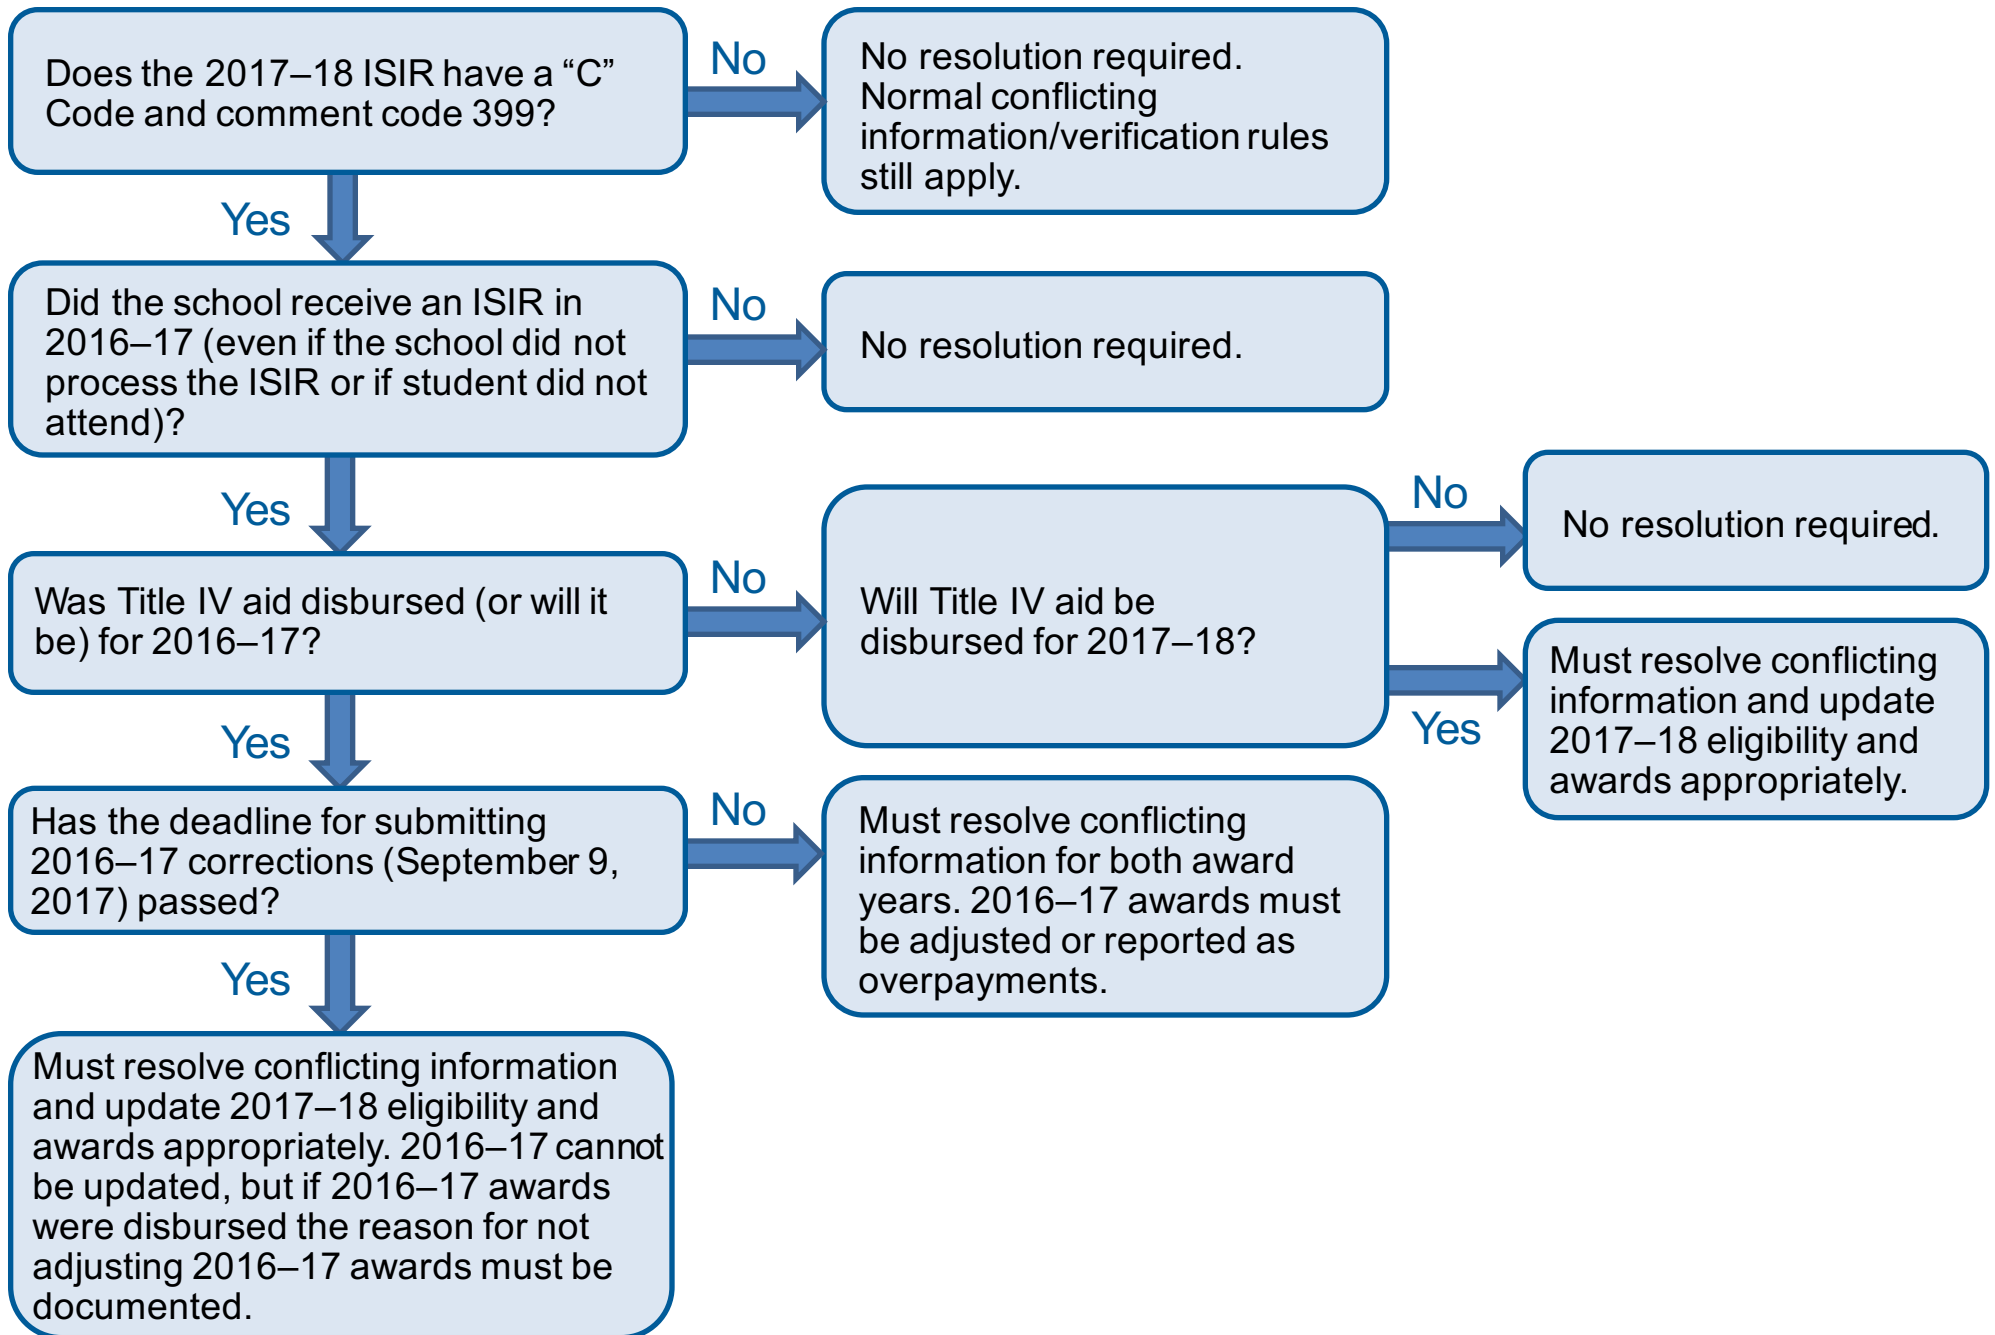 Does the 2017–18 ISIR have a “C”
Code and comment code 399?
No
No resolution required.
Normal conflicting
information/verification rules
still apply.
Yes
Did the school receive an ISIR in
2016–17 (even if the school did not
process the ISIR or if student did not
attend)?
No
No resolution required.
Yes
Was Title IV aid disbursed (or will it
be) for 2016–17?
No
Will Title IV aid be
disbursed for 2017–18?
No
No resolution required.
Yes
Must resolve conflicting
information and update
2017–18 eligibility and
awards appropriately.
Yes
Has the deadline for submitting
2016–17 corrections (September 9,
2017) passed?
No
Must resolve conflicting
information for both award
years. 2016–17 awards must
be adjusted or reported as
overpayments.
Yes
Must resolve conflicting information
and update 2017–18 eligibility and
awards appropriately. 2016–17 cannot
be updated, but if 2016–17 awards
were disbursed the reason for not
adjusting 2016–17 awards must be
documented.